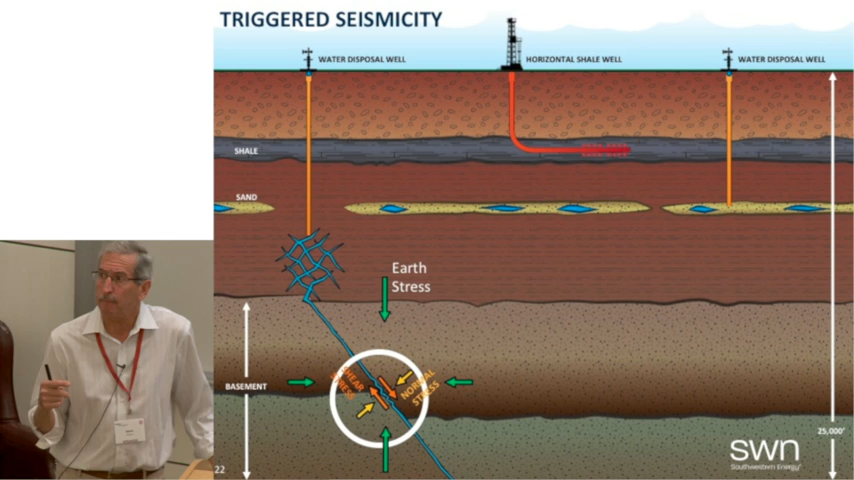 TRIGGERED SEISMICITY
WATER DISPOSAL WELL
HORIZONTAL SHALE WELL
WATER DISPOSAL WELL
SHALE
SAND
Earth
Stress
SHEAR
STRESS
NORMAL
STRESS
BASEMENT
25,000'
swn
Southwestern Energy®
22